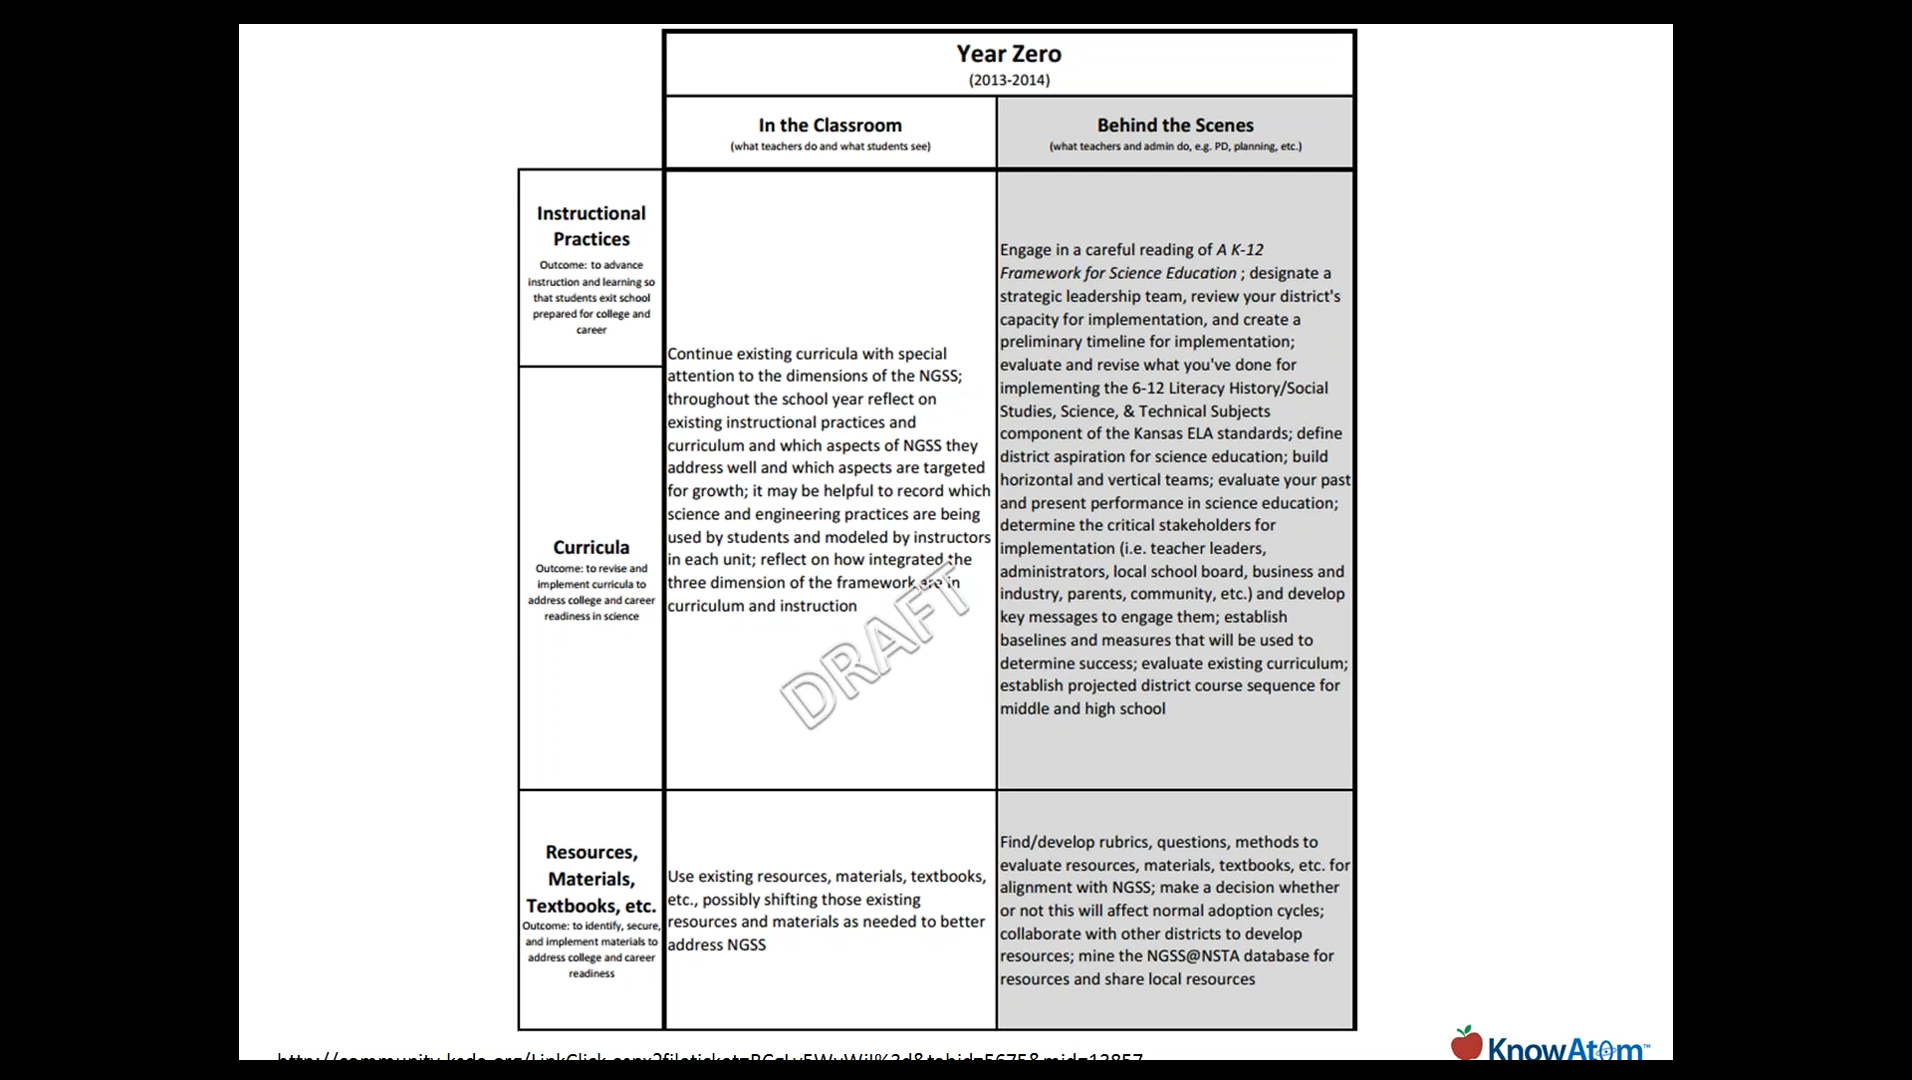 Year Zero
(2013-2014)
In the Classroom
(what teachers do and what students see)
Behind the Scenes
(what teachers and admin do, e.g. PD, planning, etc.)
Instructional
Practices
Outcome: to advance
instruction and learning so
that students exit school
prepared for college and
career
Curricula
Outcome: to revise and
implement curricula to
address college and career
readiness in science
Continue existing curricula with special
attention to the dimensions of the NGSS;
throughout the school year reflect on
existing instructional practices and
curriculum and which aspects of NGSS they
address well and which aspects are targeted
for growth; it may be helpful to record which
science and engineering practices are being
used by students and modeled by instructors
in each unit; reflect on how integrated the
three dimension of the framework are in
curriculum and instruction
DRAFT
Engage in a careful reading of A K-12
Framework for Science Education ; designate a
strategic leadership team, review your district's
capacity for implementation, and create a
preliminary timeline for implementation;
evaluate and revise what you've done for
implementing the 6-12 Literacy History/Social
Studies, Science, & Technical Subjects
component of the Kansas ELA standards; define
district aspiration for science education; build
horizontal and vertical teams; evaluate your past
and present performance in science education;
determine the critical stakeholders for
implementation (i.e. teacher leaders,
administrators, local school board, business and
industry, parents, community, etc.) and develop
key messages to engage them; establish
baselines and measures that will be used to
determine success; evaluate existing curriculum;
establish projected district course sequence for
middle and high school
Resources,
Materials,
Textbooks, etc.
Outcome: to identify, secure,
and implement materials to
address college and career
readiness
Use existing resources, materials, textbooks,
etc., possibly shifting those existing
resources and materials as needed to better
address NGSS
Find/develop rubrics, questions, methods to
evaluate resources, materials, textbooks, etc. for
alignment with NGSS; make a decision whether
or not this will affect normal adoption cycles;
collaborate with other districts to develop
resources; mine the NGSS@NSTA database for
resources and share local resources
KnowAtom™